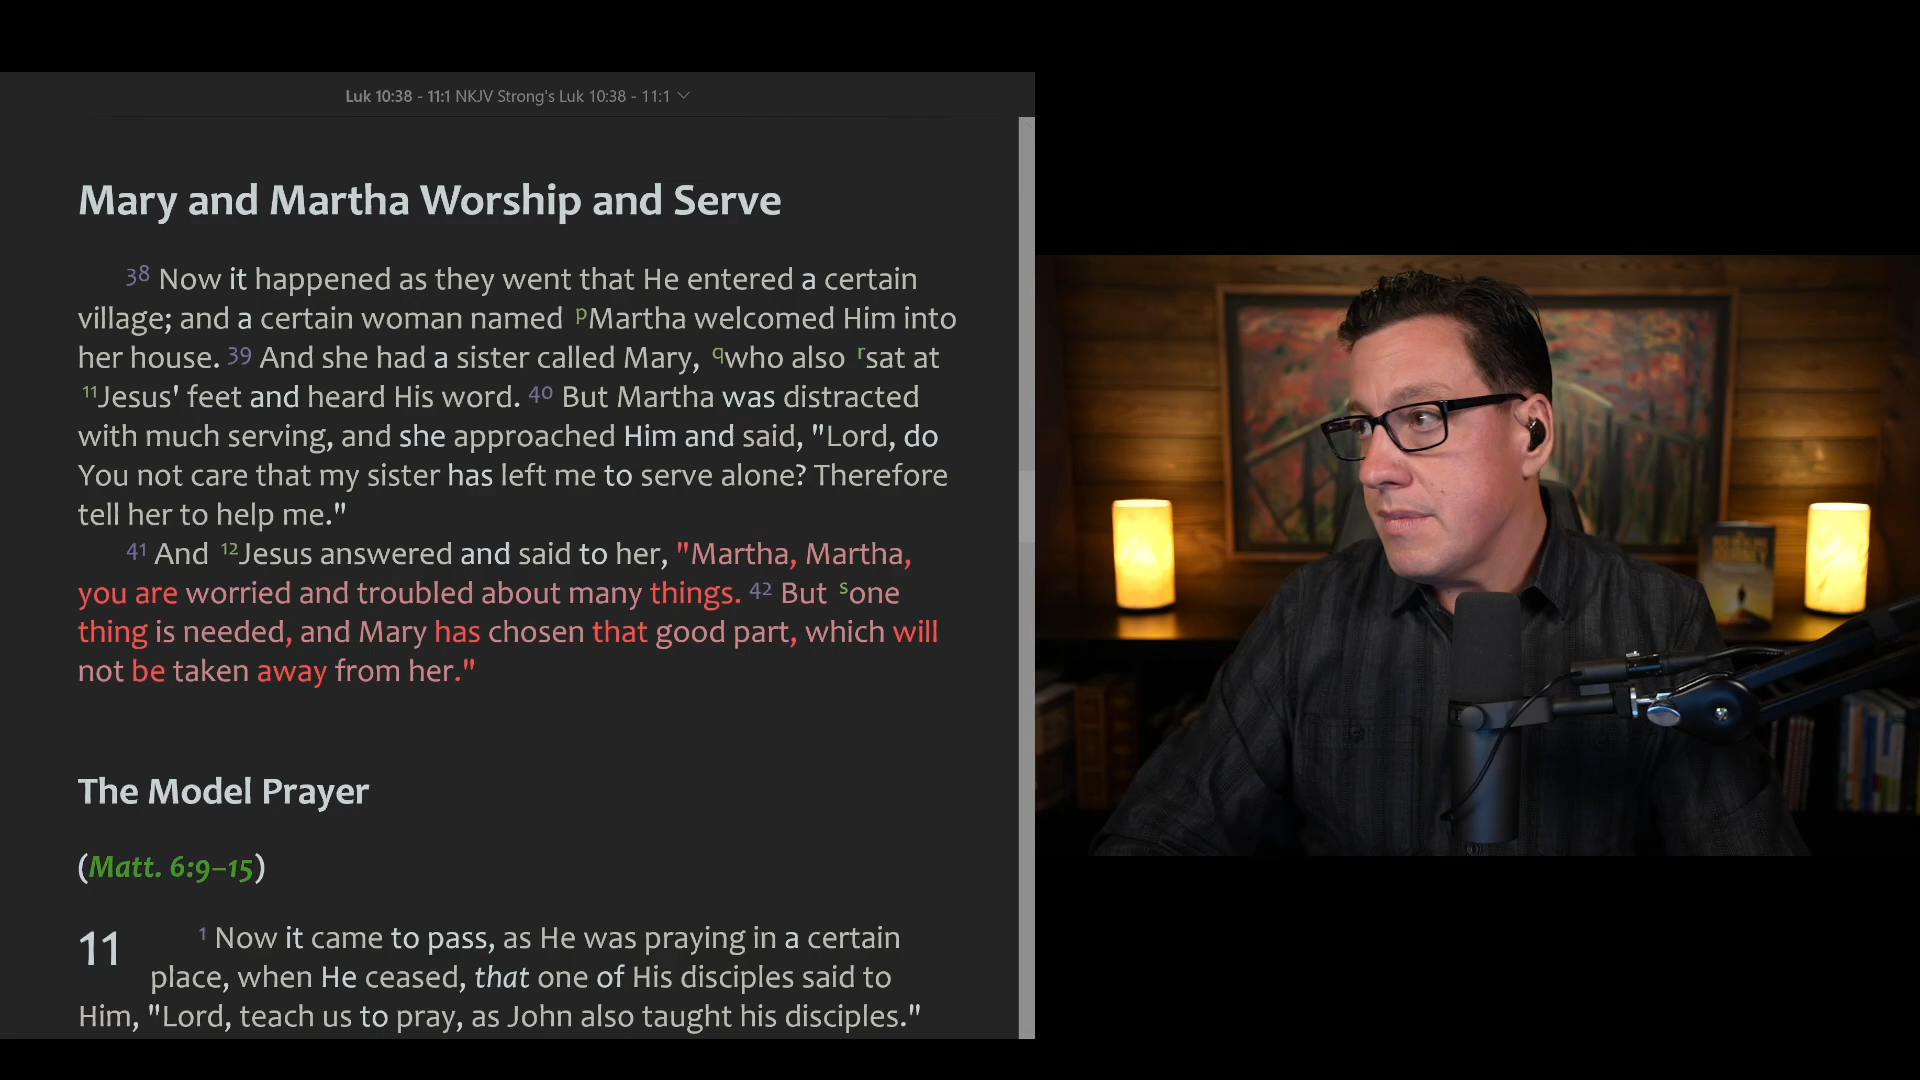 Luk 10:38 - 11:1 NKJV Strong's Luk 10:38 - 11:1
Mary and Martha Worship and Serve
38 Now it happened as they went that He entered a certain
village; and a certain woman named pMartha welcomed Him into
her house. 39 And she had a sister called Mary, qwho also rsat at
11Jesus' feet and heard His word. 40 But Martha was distracted
with much serving, and she approached Him and said, "Lord, do
You not care that my sister has left me to serve alone? Therefore
tell her to help me."
41 And 12Jesus answered and said to her, "Martha, Martha,
you are worried and troubled about many things. 42 But sone
thing is needed, and Mary has chosen that good part, which will
not be taken away from her."
The Model Prayer
(Matt. 6:9–15)
11 1 Now it came to pass, as He was praying in a certain
place, when He ceased, that one of His disciples said to
Him, "Lord, teach us to pray, as John also taught his disciples."